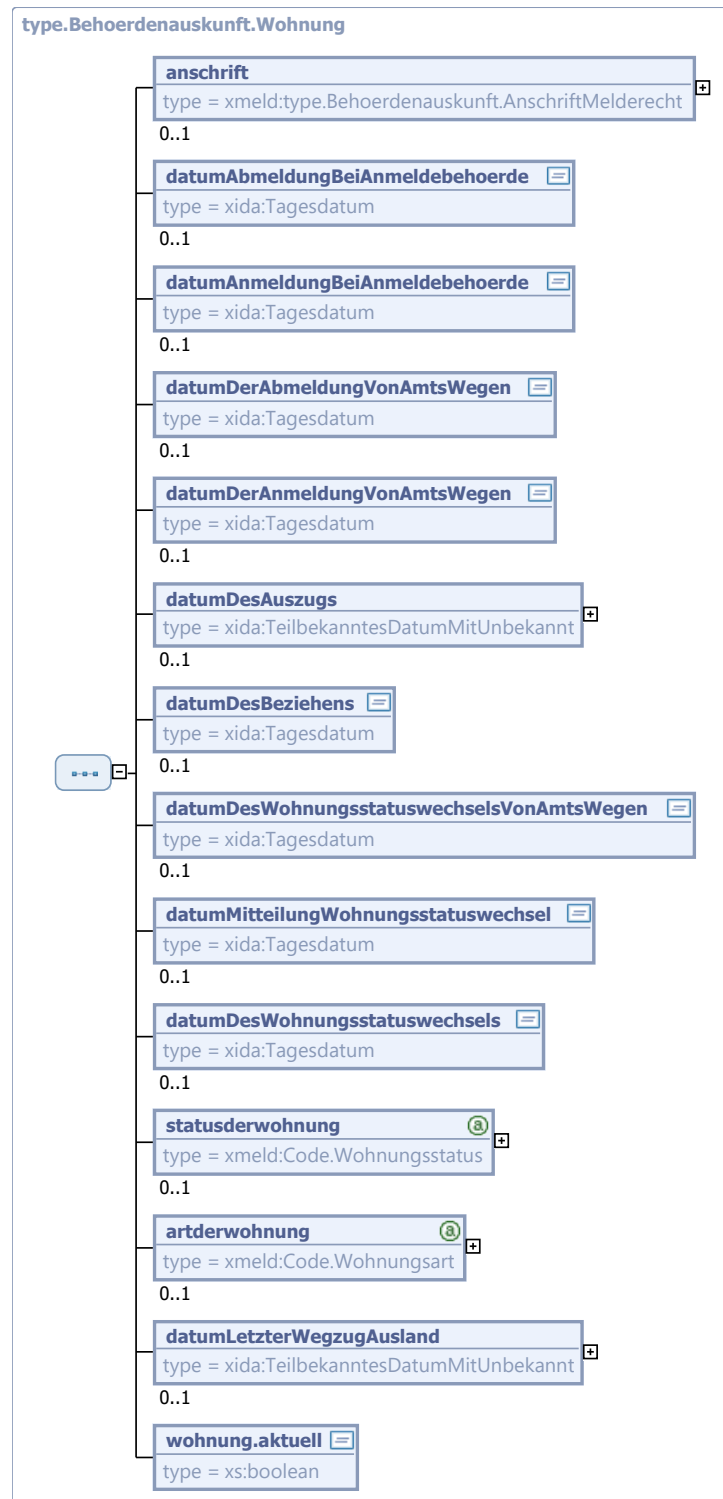 type.Behoerdenauskunft.Wohnung
anschrift
type = xmeld:type.Behoerdenauskunft.AnschriftMelderecht
0..1
datumAbmeldungBeiAnmeldebehoerde
type = xida:Tagesdatum
0..1
datumAnmeldungBeiAnmeldebehoerde
type = xida:Tagesdatum
0..1
datumDerAbmeldungVonAmtsWegen
type = xida:Tagesdatum
0..1
datumDerAnmeldungVonAmtsWegen
type = xida:Tagesdatum
0..1
datumDesAuszugs
type = xida:TeilbekanntesDatumMitUnbekannt
0..1
datumDesBeziehens
type = xida:Tagesdatum
0..1
datumDesWohnungsstatuswechselsVonAmtsWegen
type = xida:Tagesdatum
0..1
datumMitteilungWohnungsstatuswechsel
type = xida:Tagesdatum
0..1
datumDesWohnungsstatuswechsels
type = xida:Tagesdatum
0..1
statusderwohnung
type = xmeld:Code.Wohnungsstatus
0..1
artderwohnung
type = xmeld:Code.Wohnungsart
0..1
datumLetzterWegzugAusland
type = xida:TeilbekanntesDatumMitUnbekannt
0..1
wohnung.aktuell
type = xs:boolean